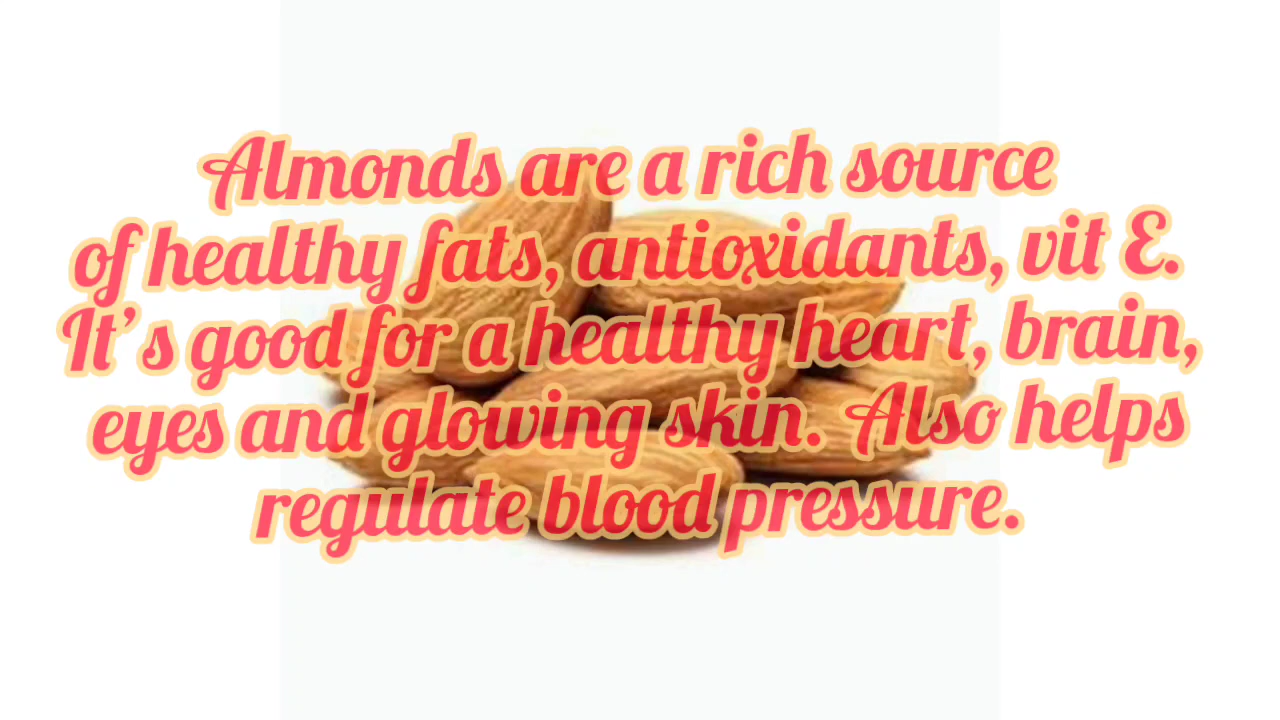 Almonds are a rich source
of healthy fats, antioxidants, vit E.
It's good for a healthy heart, brain,
eyes and glowing skin. Also helps
regulate blood pressure.